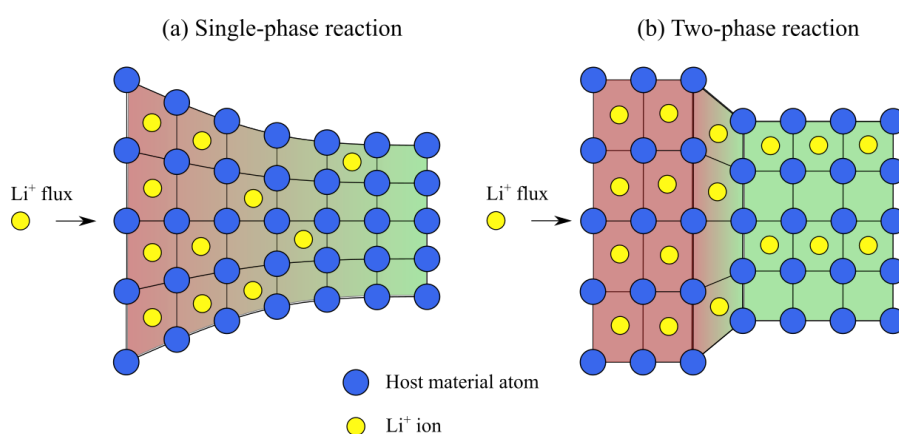 (a) Single-phase reaction
(b) Two-phase reaction
Li⁺ flux
Li⁺ flux
Host material atom
Li⁺ ion